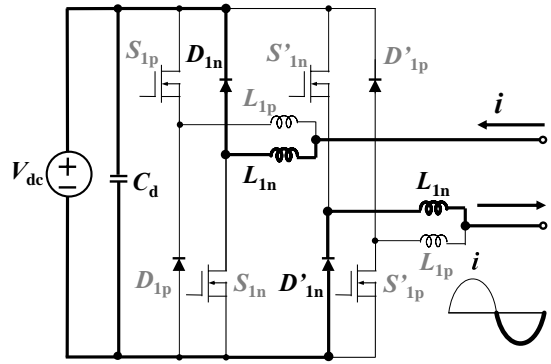 S1p
D1n
S'1n
D'1p
L1p
i
Vdc
Cd
L1n
L1n
D1p
S1n
D'1n
S'1p
L1p
i